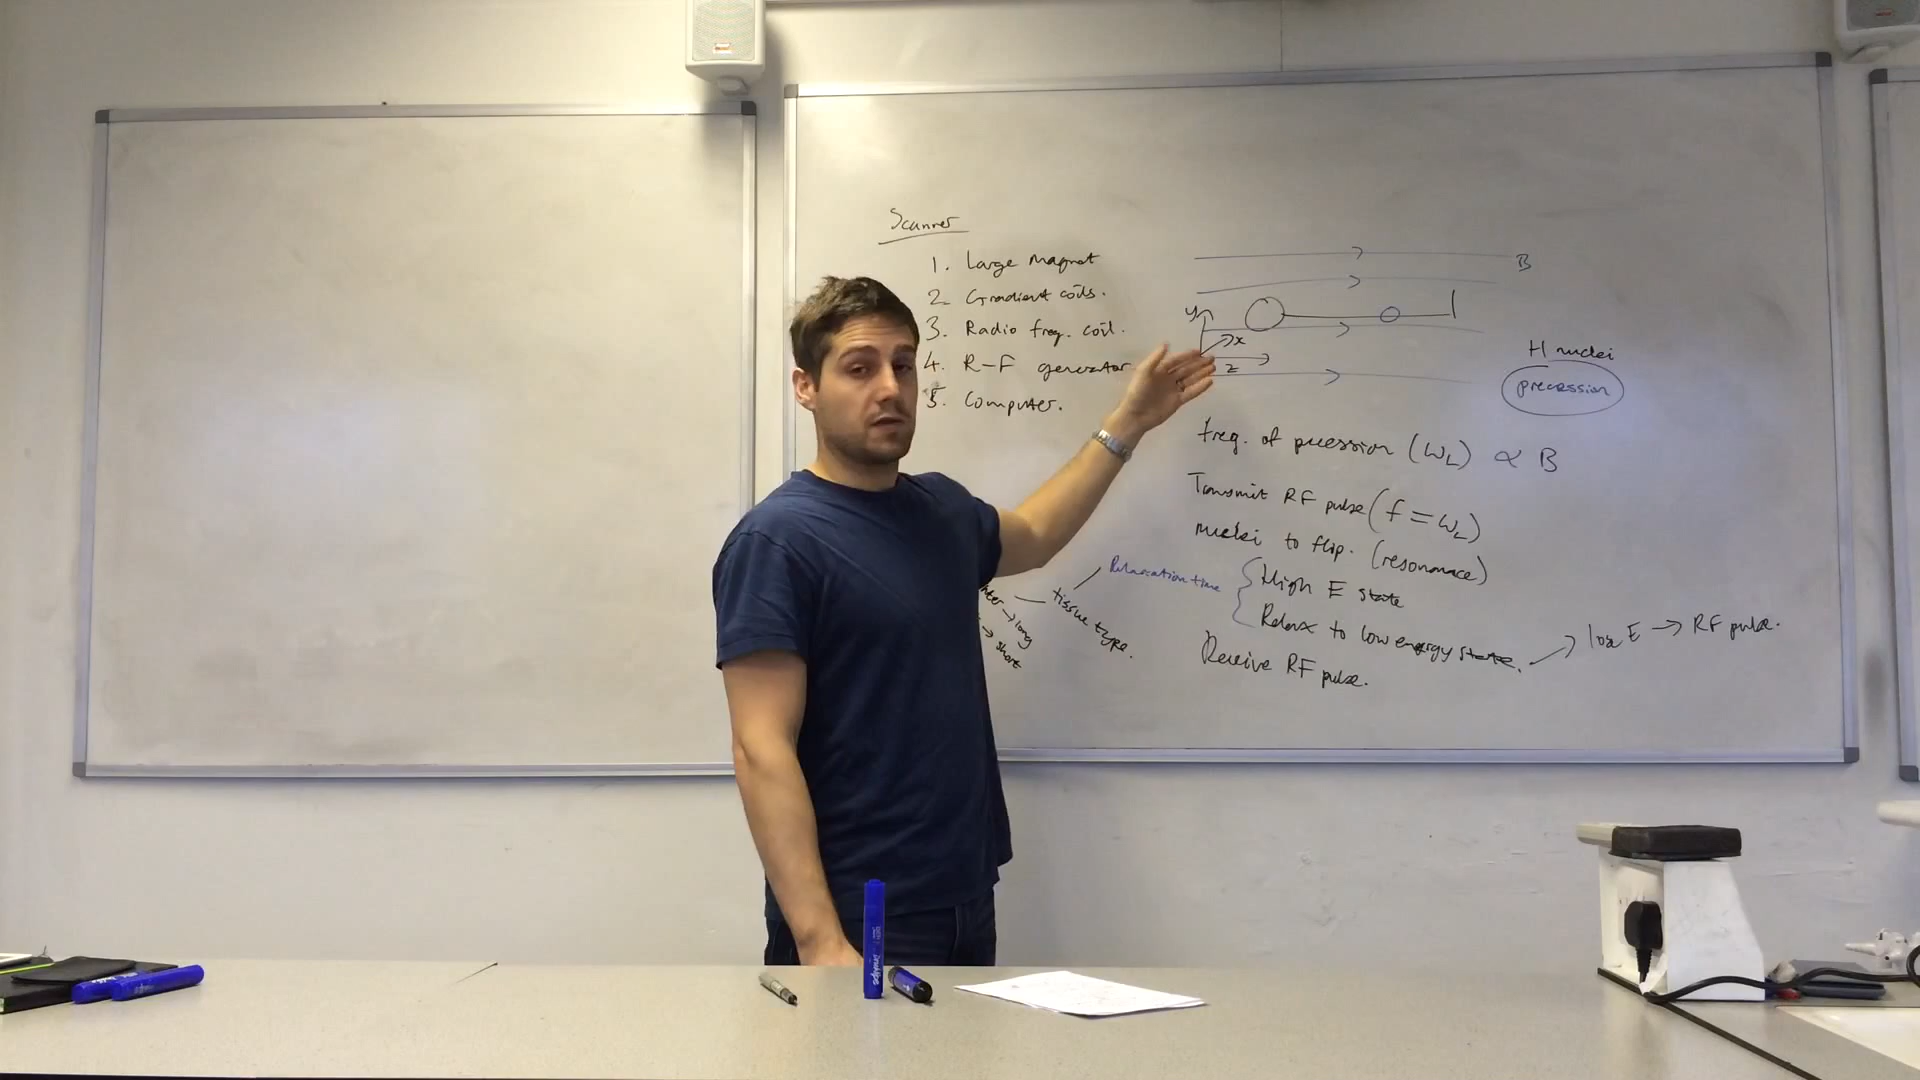 Scanner
1. Large Magnet
2. Gradient coils.
3. Radio freq. coil.
4. R-F generator
5. Computer.
B
y
x
z
H nuclei
precession
freq. of precession (ωL) ∝ B
Transmit RF pulse (f = ωL)
nuclei to flip. (resonance)
Relaxation time
High E state
Relax to low energy state.
lose E → RF pulse.
Receive RF pulse.
tissue type.
→ long
→ short